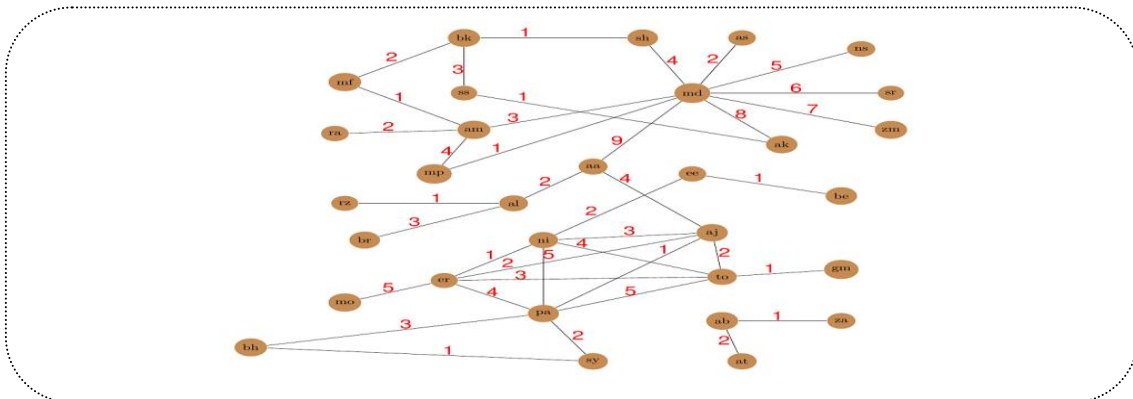 bk 1 sh as
2 4 2 ns
3 5
mf ss 1 md 6 sr
1 7
ra 2 am 3 8 zm
4 1 9 ak
mp aa
2 4 ee 1
rz 1 al be
3 2
br ni 3 aj
4
1 5 1 2
2
er 3 to 1 gm
5 4 5
mo pa
3 ab 1 za
2 2
bh 1 sy at